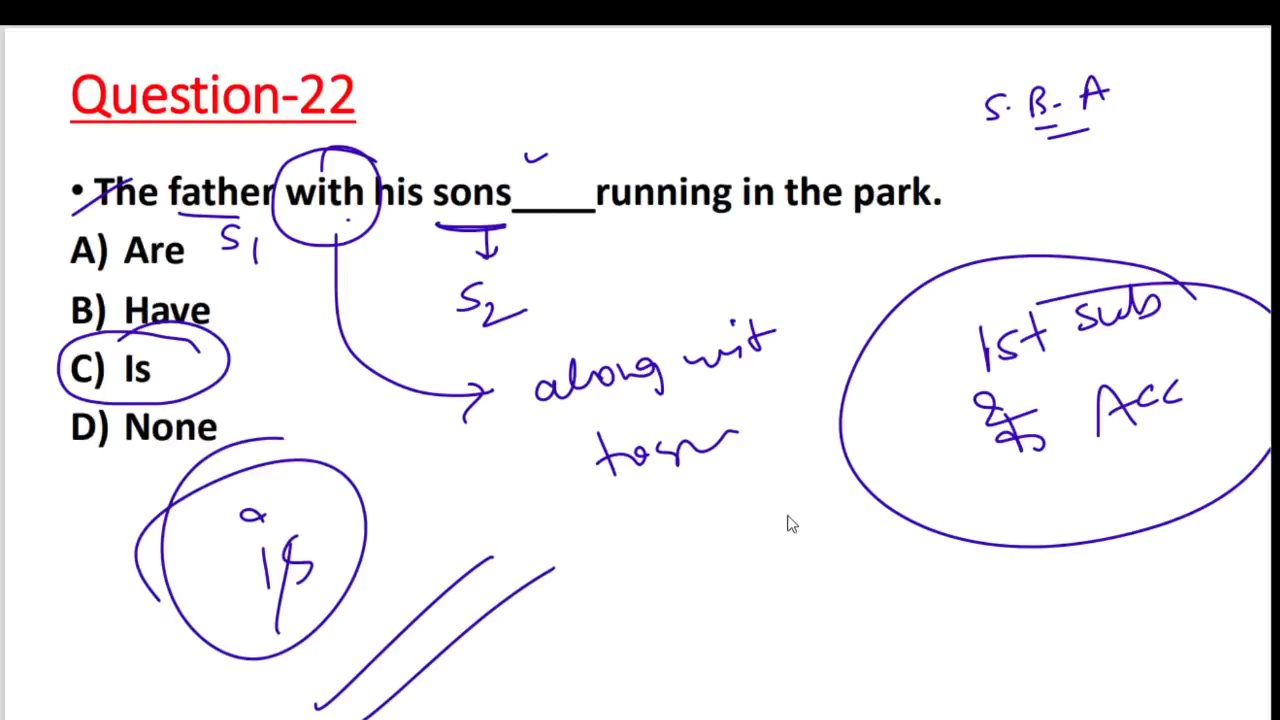 Question-22
S. B. A
• The father with his sons____running in the park.
S1
A) Are
S2
B) Have
1st sub
C) Is
along wit
Acc
D) None
is